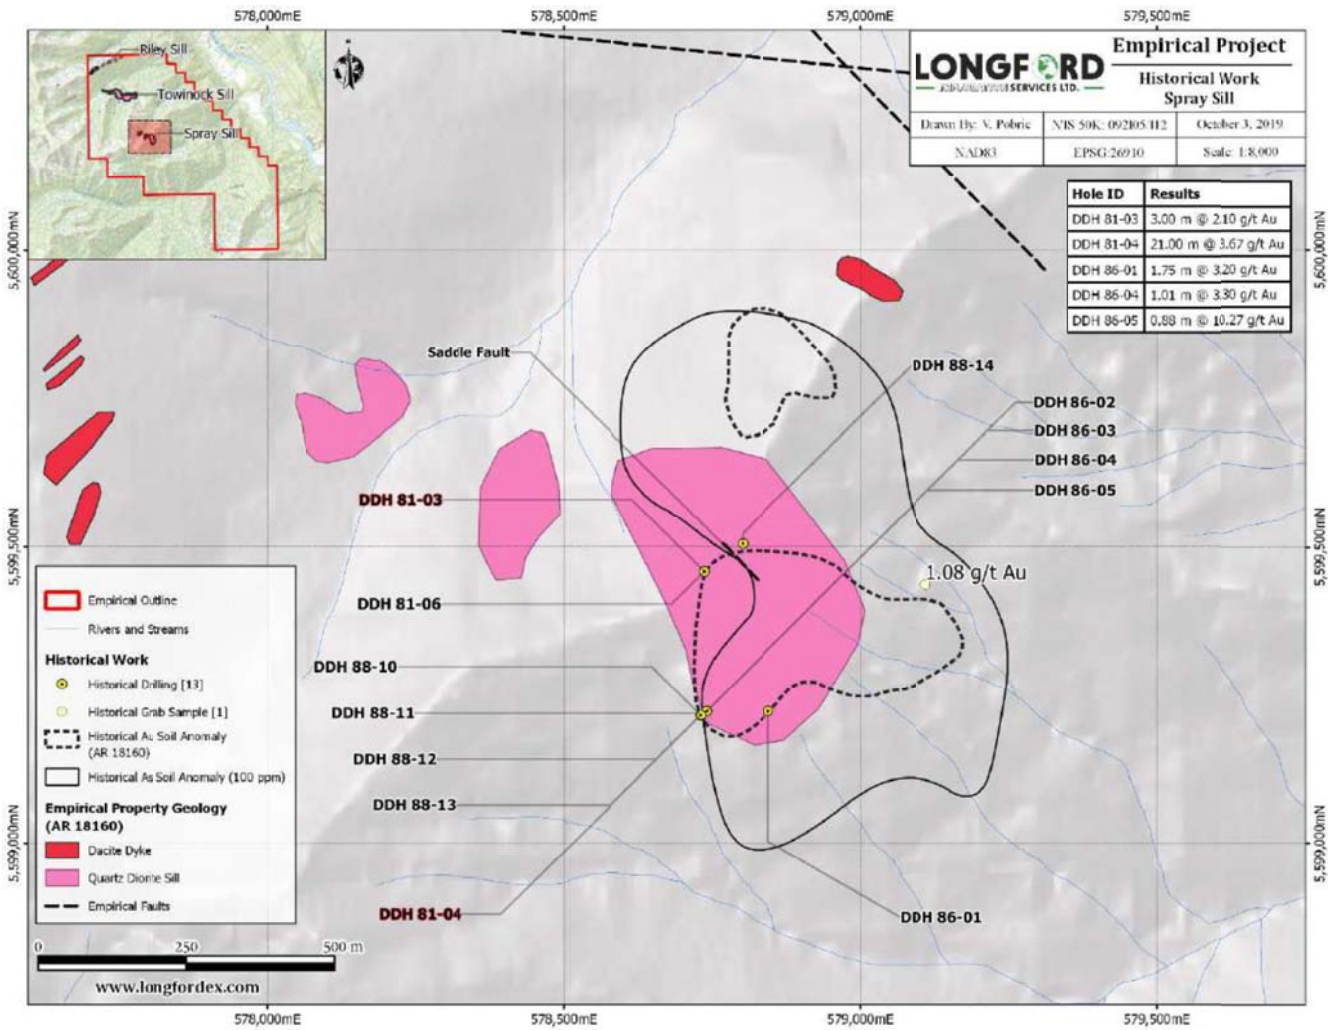 578,000mE
578,500mE
579,000mE
579,500mE
Riley Sill
Towinock Sill
Spray Sill
LONGFORD
SERVICES LTD.
Empirical Project
Historical Work
Spray Sill
Drawn By: V. Pobric
October 3, 2019
NAD83
EPSG:26910
Scale: 1:8,000
Hole ID Results
DDH 81-03 3.00 m @ 2.10 g/t Au
DDH 81-04 21.00 m @ 3.67 g/t Au
DDH 86-01 1.75 m @ 3.20 g/t Au
DDH 86-04 1.01 m @ 3.30 g/t Au
DDH 86-05 0.88 m @ 10.27 g/t Au
5,600,000mN
5,600,000mN
Saddle Fault
DDH 88-14
DDH 86-02
DDH 86-03
DDH 86-04
DDH 86-05
DDH 81-03
5,599,500mN
5,599,500mN
1.08 g/t Au
DDH 81-06
DDH 88-10
DDH 88-11
DDH 88-12
DDH 88-13
DDH 81-04
DDH 86-01
Empirical Outline
Rivers and Streams
Historical Work
Historical Drilling [13]
Historical Grab Sample [1]
Historical Au Soil Anomaly
(AR 18160)
Historical As Soil Anomaly (100 ppm)
Empirical Property Geology
(AR 18160)
Dacite Dyke
Quartz Diorite Sill
Empirical Faults
5,599,000mN
5,599,000mN
0 250 500 m
www.longfordex.com
578,000mE
578,500mE
579,000mE
579,500mE